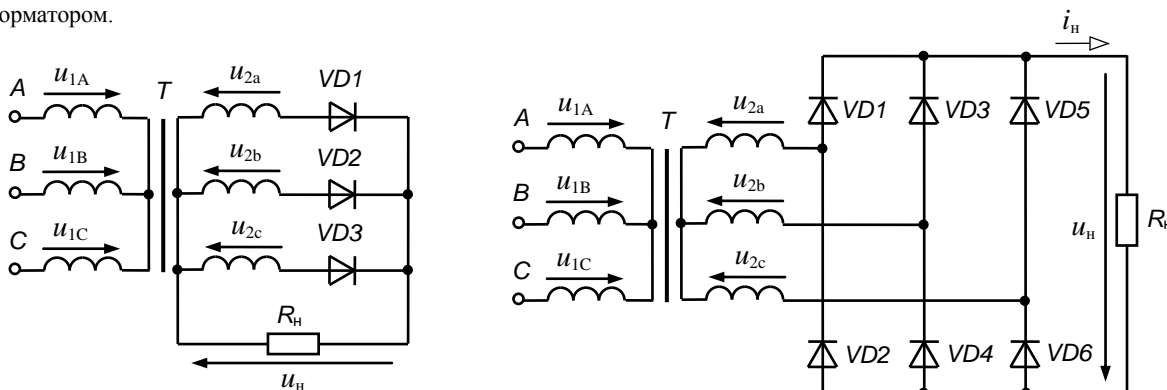 орматором.
A
u1A
T
u2a
VD1
B
u1B
u2b
VD2
C
u1C
u2c
VD3
Rн
uн
iн
A
u1A
T
u2a
VD1
VD3
VD5
B
u1B
u2b
C
u1C
u2c
uн
Rн
VD2
VD4
VD6